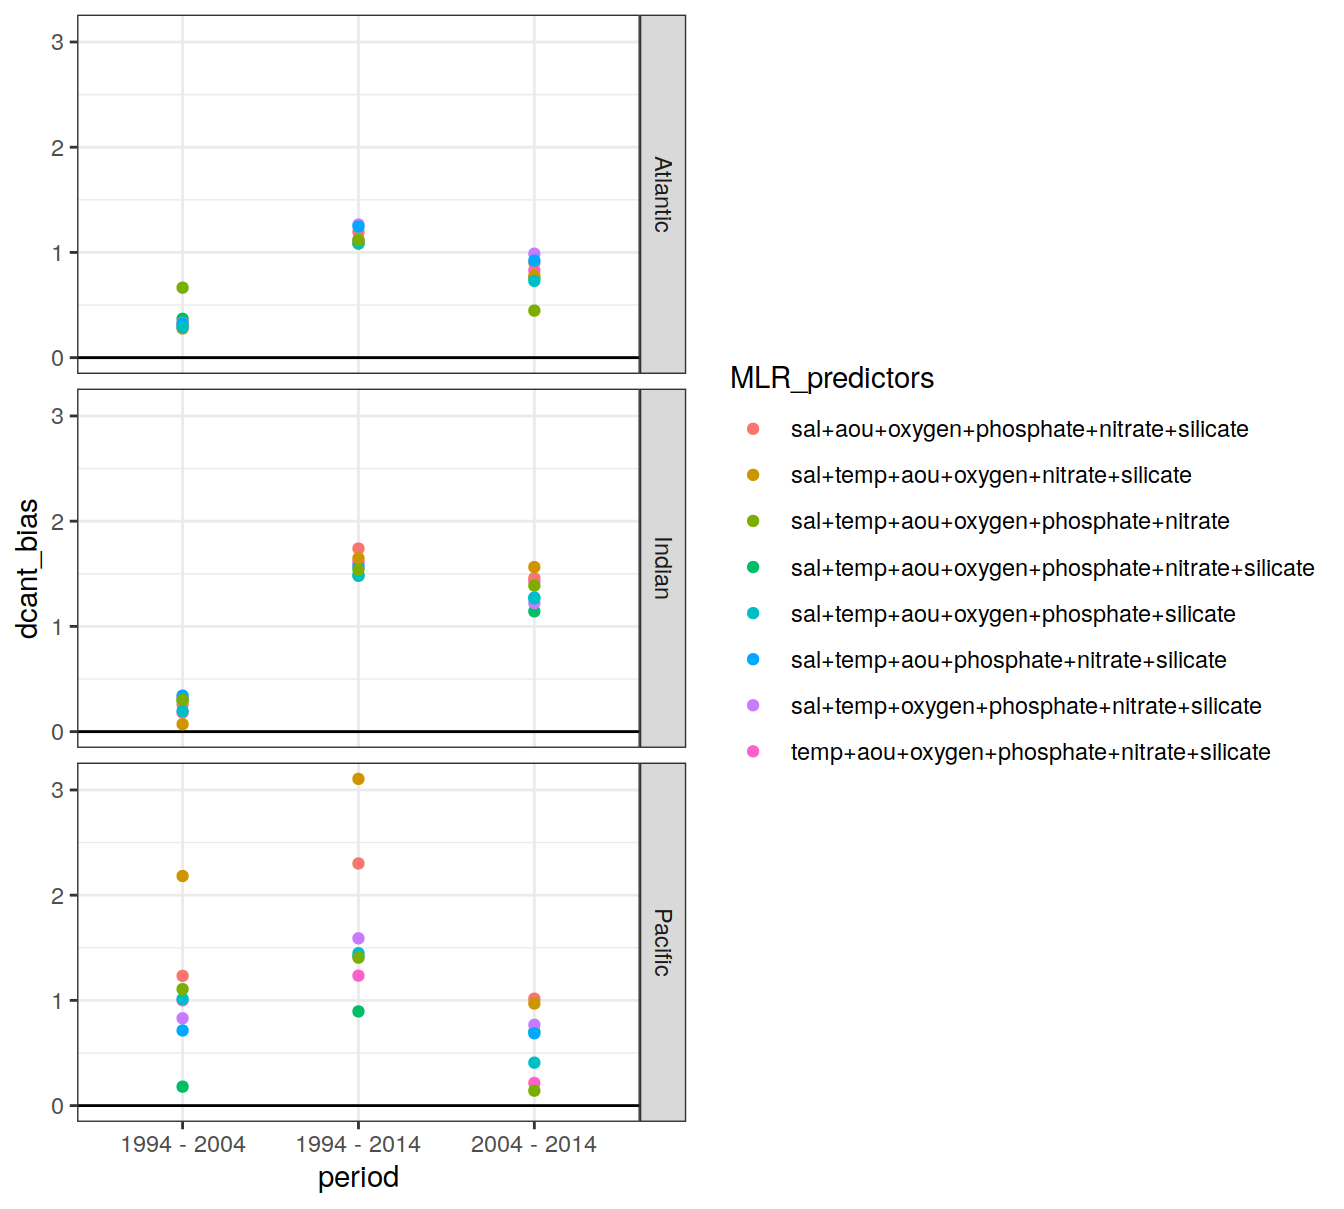 3
2
1
0
Atlantic
3
2
1
0
Indian
3
2
1
0
Pacific
dcant_bias
1994 - 2004
1994 - 2014
2004 - 2014
period
MLR_predictors
sal+aou+oxygen+phosphate+nitrate+silicate
sal+temp+aou+oxygen+nitrate+silicate
sal+temp+aou+oxygen+phosphate+nitrate
sal+temp+aou+oxygen+phosphate+nitrate+silicate
sal+temp+aou+oxygen+phosphate+silicate
sal+temp+aou+phosphate+nitrate+silicate
sal+temp+oxygen+phosphate+nitrate+silicate
temp+aou+oxygen+phosphate+nitrate+silicate